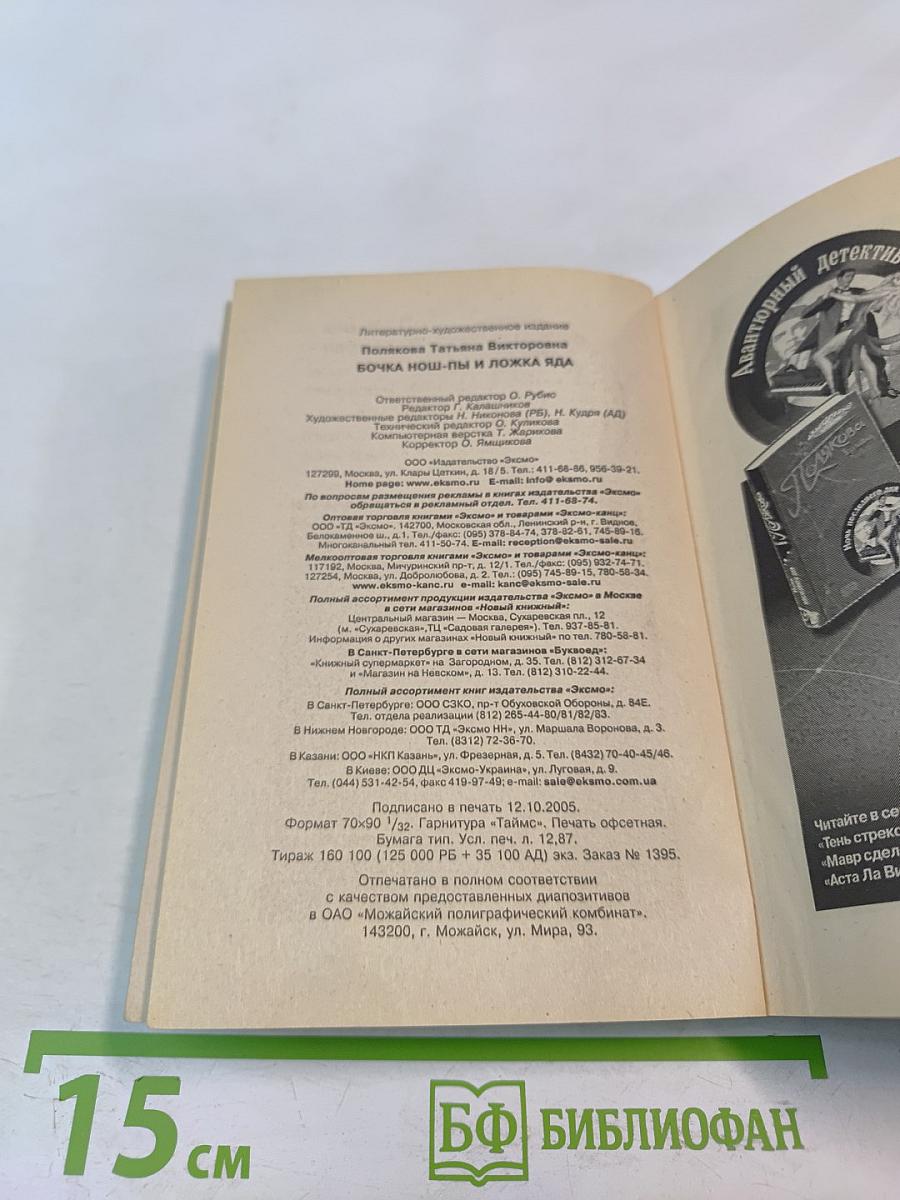 Литературно-художественное издание
Полякова Татьяна Викторовна
БОЧКА НОШ-ПЫ И ЛОЖКА ЯДА
Ответственный редактор О. Рубис
Редактор Г. Калашников
Художественные редакторы Н. Никонова (РБ), Н. Кудря (АД)
Технический редактор О. Куликова
Компьютерная верстка Т. Жарикова
Корректор О. Ямщикова
ООО «Издательство «Эксмо»
127299, Москва, ул. Клары Цеткин, д. 18/5. Тел.: 411-68-86, 956-39-21.
Home page: www.eksmo.ru E-mail: info@ eksmo.ru
По вопросам размещения рекламы в книгах издательства «Эксмо»
обращаться в рекламный отдел. Тел. 411-68-74.
Оптовая торговля книгами «Эксмо» и товарами «Эксмо-канц»:
ООО «ТД «Эксмо». 142700, Московская обл., Ленинский р-н, г. Видное,
Белокаменное ш., д.1. Тел./факс: (095) 378-84-74, 378-82-61, 745-89-16.
Многоканальный тел. 411-50-74. E-mail: reception@eksmo-sale.ru
Мелкооптовая торговля книгами «Эксмо» и товарами «Эксмо-канц»:
117192, Москва, Мичуринский пр-т, д. 12/1. Тел./факс: (095) 932-74-71.
127254, Москва, ул. Добролюбова, д. 2. Тел.: (095) 745-89-15, 780-58-34.
www.eksmo-kanc.ru e-mail: kanc@eksmo-sale.ru
Полный ассортимент продукции издательства «Эксмо» в Москве
в сети магазинов «Новый книжный»:
Центральный магазин — Москва, Сухаревская пл., 12
(м. «Сухаревская»,ТЦ «Садовая галерея»). Тел. 937-85-81.
Информация о других магазинах «Новый книжный» по тел. 780-58-81.
В Санкт-Петербурге в сети магазинов «Буквоед»:
«Книжный супермаркет» на Загородном, д. 35. Тел. (812) 312-67-34
и «Магазин на Невском», д. 13. Тел. (812) 310-22-44.
Полный ассортимент книг издательства «Эксмо»:
В Санкт-Петербурге: ООО СЗКО, пр-т Обуховской Обороны, д. 84Е.
Тел. отдела реализации (812) 265-44-80/81/82/83.
В Нижнем Новгороде: ООО ТД «Эксмо НН», ул. Маршала Воронова, д. 3.
Тел. (8312) 72-36-70.
В Казани: ООО «НКП Казань», ул. Фрезерная, д. 5. Тел. (8432) 70-40-45/46.
В Киеве: ООО ДЦ «Эксмо-Украина», ул. Луговая, д. 9.
Тел. (044) 531-42-54, факс 419-97-49; e-mail: sale@eksmo.com.ua
Подписано в печать 12.10.2005.
Формат 70×90 1/32. Гарнитура «Таймс». Печать офсетная.
Бумага тип. Усл. печ. л. 12,87.
Тираж 160 100 (125 000 РБ + 35 100 АД) экз. Заказ № 1395.
Отпечатано в полном соответствии
с качеством предоставленных диапозитивов
в ОАО «Можайский полиграфический комбинат».
143200, г. Можайск, ул. Мира, 93.
Авантюрный детектив
Полякова
Читайте в се
«Тень стреко
«Мавр сдел
«Аста Ла Ви
15 см
БФ БИБЛИОФАН